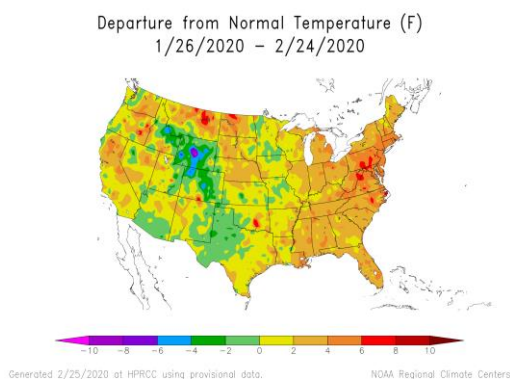 Departure from Normal Temperature (F)
1/26/2020 – 2/24/2020
-10 -8 -6 -4 -2 0 2 4 6 8 10
Generated 2/25/2020 at HPRCC using provisional data.
NOAA Regional Climate Centers